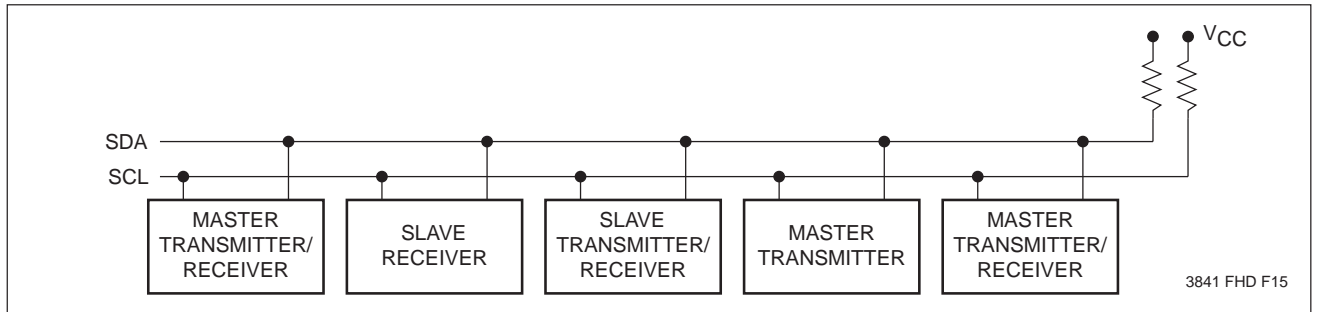 VCC
SDA
SCL
MASTER
TRANSMITTER/
RECEIVER
SLAVE
RECEIVER
SLAVE
TRANSMITTER/
RECEIVER
MASTER
TRANSMITTER
MASTER
TRANSMITTER/
RECEIVER
3841 FHD F15